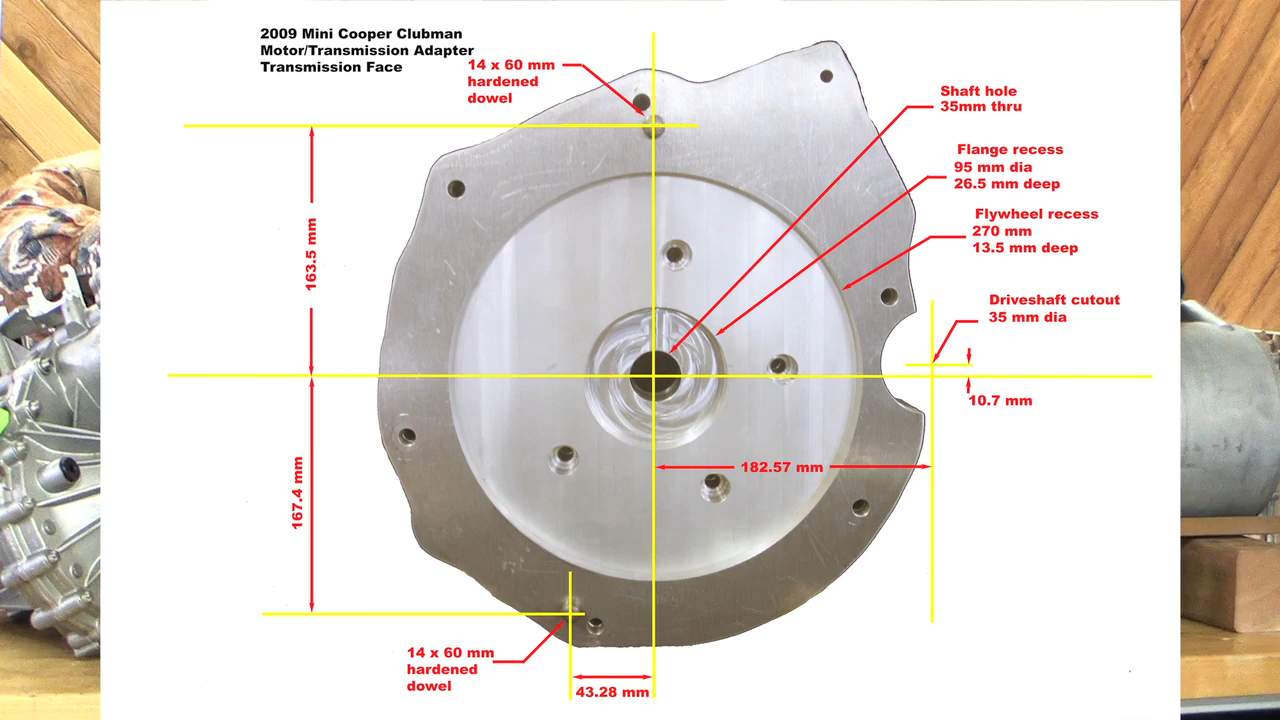 2009 Mini Cooper Clubman
Motor/Transmission Adapter
Transmission Face
14 x 60 mm
hardened
dowel
Shaft hole
35mm thru
Flange recess
95 mm dia
26.5 mm deep
Flywheel recess
270 mm
13.5 mm deep
163.5 mm
Driveshaft cutout
35 mm dia
10.7 mm
182.57 mm
167.4 mm
14 x 60 mm
hardened
dowel
43.28 mm